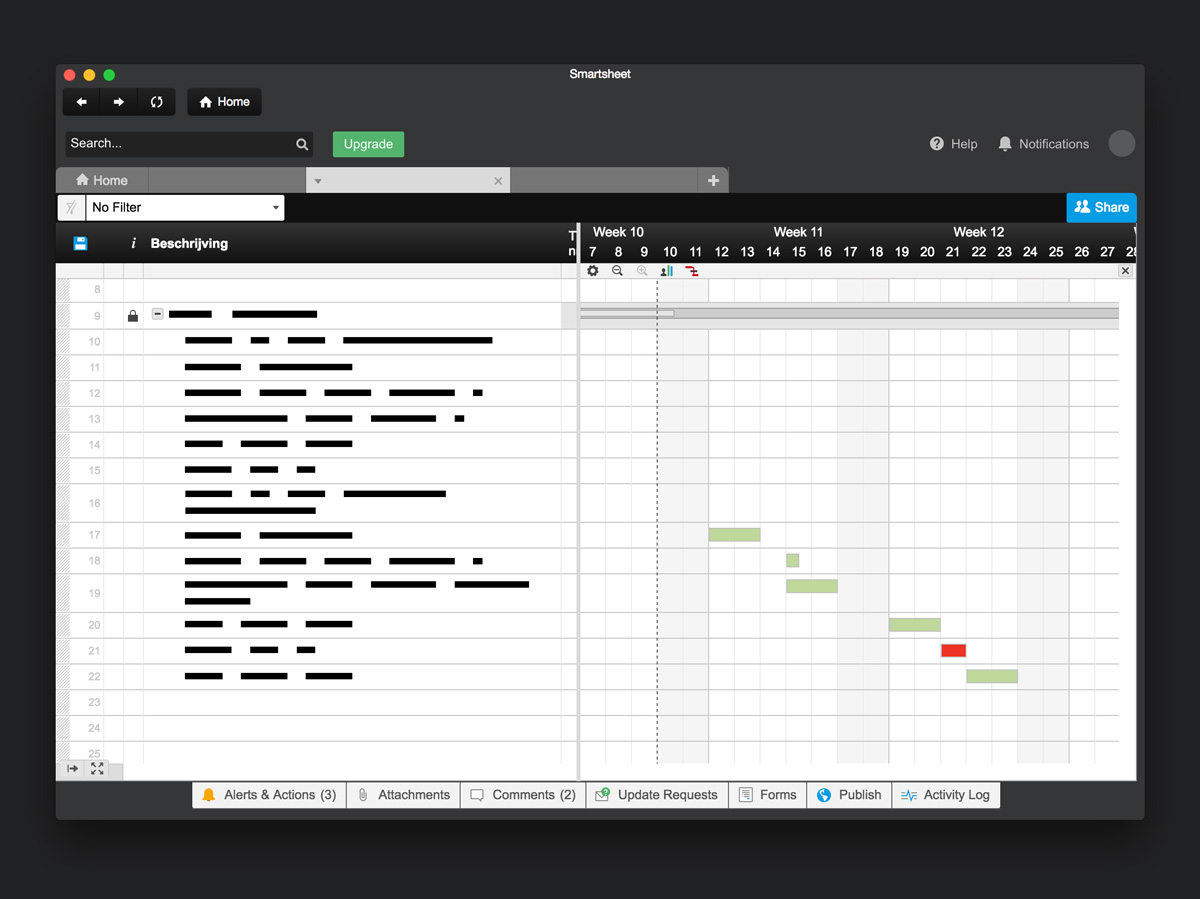 Smartsheet
Home
Search...
Upgrade
Help
Notifications
Home
No Filter
Share
i Beschrijving
T
n
Week 10 Week 11 Week 12
7 8 9 10 11 12 13 14 15 16 17 18 19 20 21 22 23 24 25 26 27 28
8
9
10
11
12
13
14
15
16
17
18
19
20
21
22
23
24
25
Alerts & Actions (3) Attachments Comments (2) Update Requests Forms Publish Activity Log